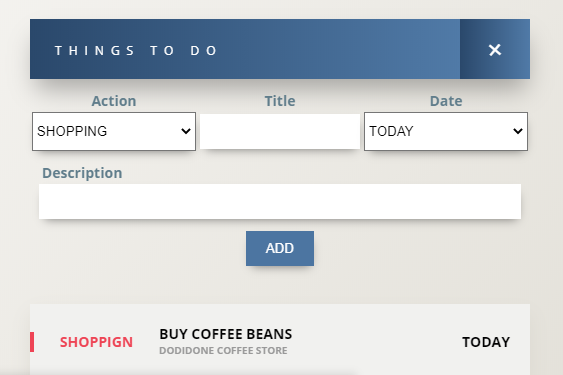 THINGS TO DO ×
Action Title Date
SHOPPING TODAY
Description
ADD
SHOPPIGN BUY COFFEE BEANS TODAY
DODIDONE COFFEE STORE